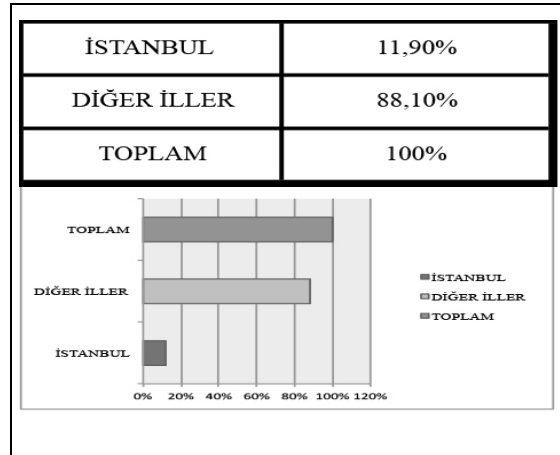 İSTANBUL 11,90%
DİĞER İLLER 88,10%
TOPLAM 100%
TOPLAM
DİĞER İLLER
İSTANBUL
0% 20% 40% 60% 80% 100% 120%
İSTANBUL
DİĞER İLLER
TOPLAM